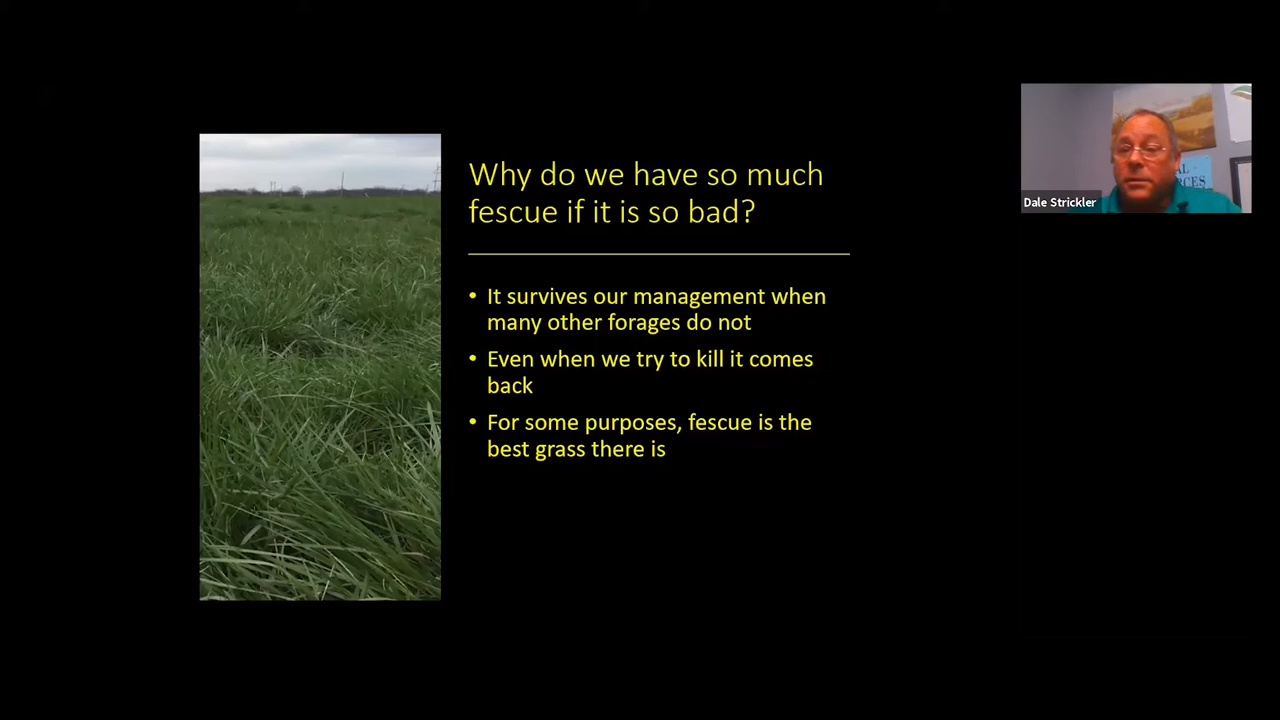 Why do we have so much
fescue if it is so bad?
• It survives our management when
many other forages do not
• Even when we try to kill it comes
back
• For some purposes, fescue is the
best grass there is
Dale Strickler